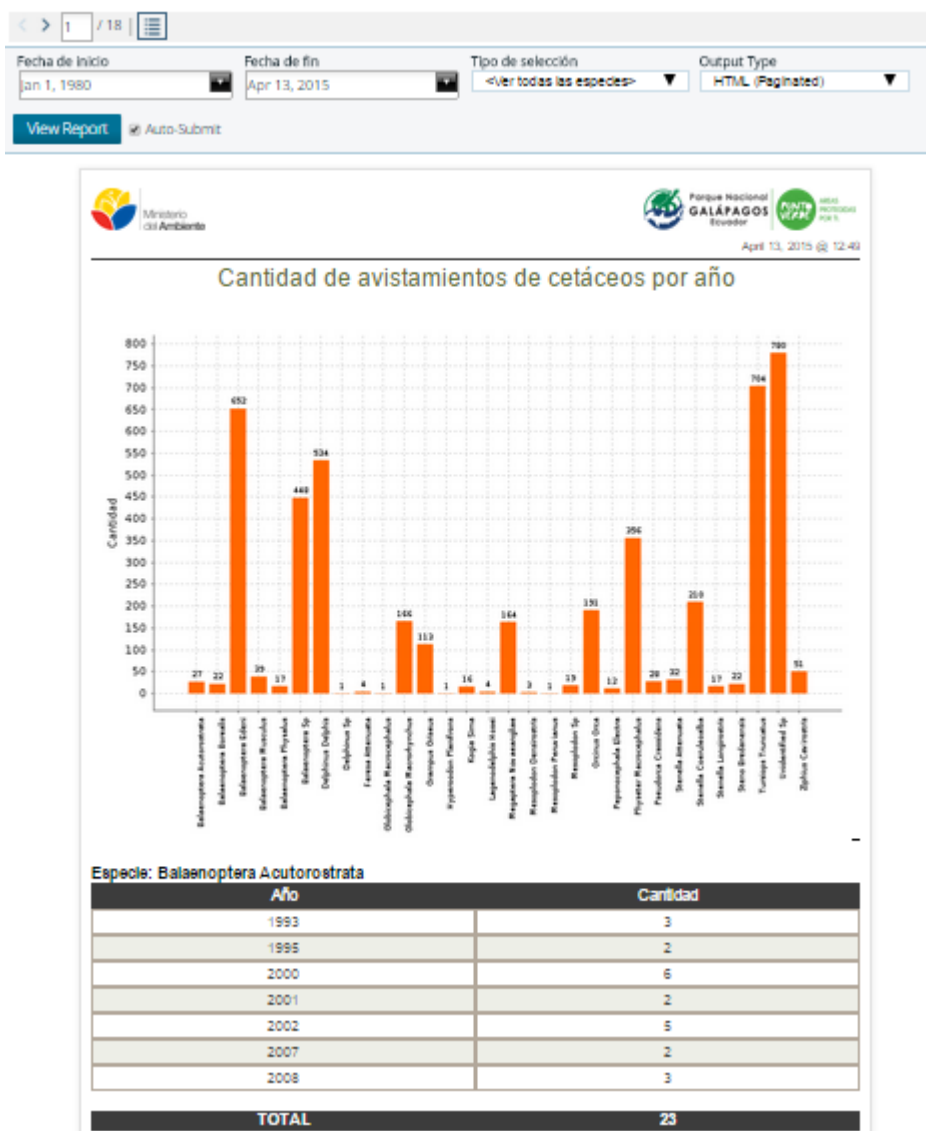 1 / 18
Fecha de inicio Fecha de fin Tipo de selección Output Type
Jan 1, 1980 Apr 13, 2015 <Ver todas las especies> HTML (Paginated)
View Report Auto-Submit
Ministerio
del Ambiente
Parque Nacional
GALÁPAGOS
Ecuador
PUNTO
VERDE
ÁREAS
PROTEGIDAS
POR TI
April 13, 2015 @ 12:49
Cantidad de avistamientos de cetáceos por año
Cantidad
800
750
700
650
600
550
500
450
400
350
300
250
200
150
100
50
0
27 22 652 39 17 448 534 1 4 1 166 113 1 16 4 164 3 1 19 191 12 356 28 32 210 17 22 704 780 51
Balaenoptera Acutorostrata
Balaenoptera Borealis
Balaenoptera Edeni
Balaenoptera Musculus
Balaenoptera Physalus
Balaenoptera Sp
Delphinus Delphis
Delphinus Sp
Feresa Attenuata
Globicephala Macrocephalus
Globicephala Macrorhynchus
Grampus Griseus
Hyperoodon Planifrons
Kogia Sima
Lagenodelphis Hosei
Megaptera Novaeangliae
Mesoplodon Densirostris
Mesoplodon Peruvianus
Mesoplodon Sp
Orcinus Orca
Peponocephala Electra
Physeter Macrocephalus
Pseudorca Crassidens
Stenella Attenuata
Stenella Coeruleoalba
Stenella Longirostris
Steno Bredanensis
Tursiops Truncatus
Unidentified Sp
Ziphius Cavirostris
Especie: Balaenoptera Acutorostrata
Año Cantidad
1993 3
1995 2
2000 6
2001 2
2002 5
2007 2
2008 3
TOTAL 23